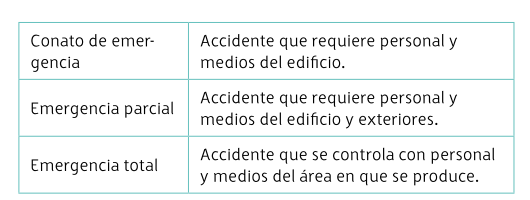 Conato de emer-
gencia
Accidente que requiere personal y
medios del edificio.
Emergencia parcial
Accidente que requiere personal y
medios del edificio y exteriores.
Emergencia total
Accidente que se controla con personal
y medios del área en que se produce.